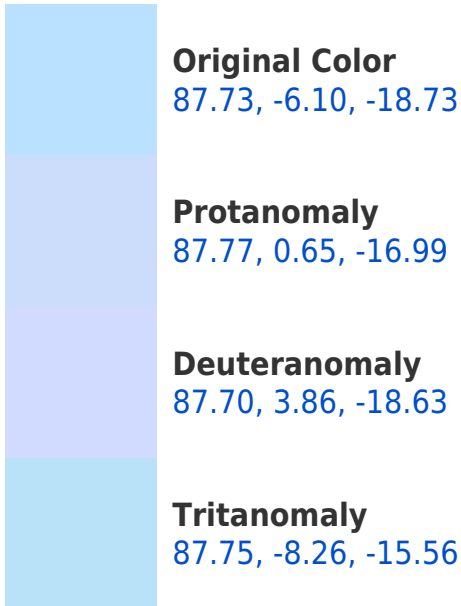 Original Color
87.73, -6.10, -18.73
Protanomaly
87.77, 0.65, -16.99
Deuteranomaly
87.70, 3.86, -18.63
Tritanomaly
87.75, -8.26, -15.56